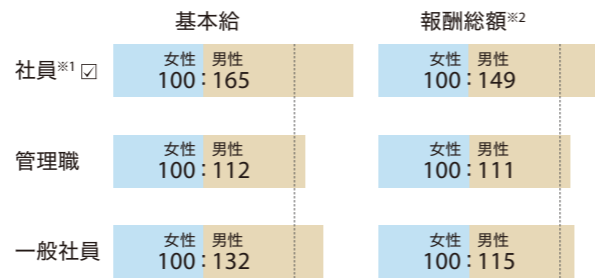 基本給 報酬総額※2
社員※1 ☑ 女性 男性 女性 男性
100:165 100:149
管理職 女性 男性 女性 男性
100:112 100:111
一般社員 女性 男性 女性 男性
100:132 100:115